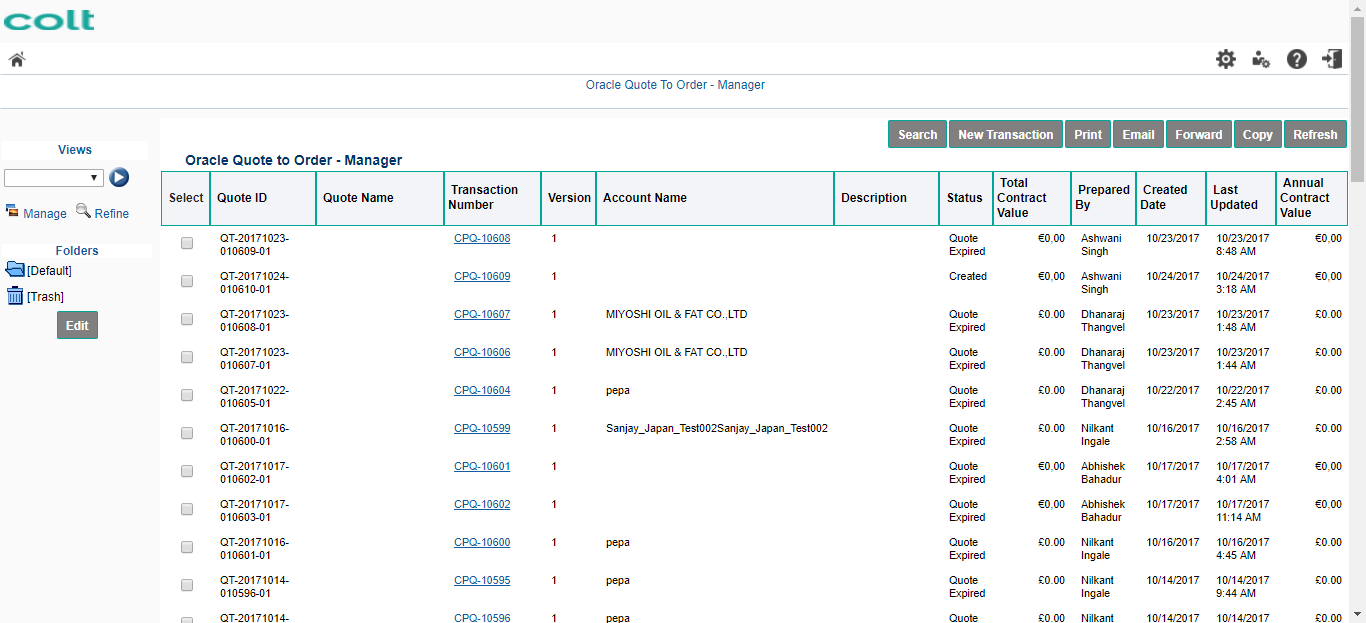 colt
Oracle Quote To Order - Manager
Search New Transaction Print Email Forward Copy Refresh
Views
Manage Refine
Folders
[Default]
[Trash]
Edit
Oracle Quote to Order - Manager
Select Quote ID Quote Name Transaction Number Version Account Name Description Status Total Contract Value Prepared By Created Date Last Updated Annual Contract Value
QT-20171023- CPQ-10608 1 Quote €0,00 Ashwani 10/23/2017 10/23/2017 €0,00
010609-01 Expired Singh 8:48 AM
QT-20171024- CPQ-10609 1 Created €0,00 Ashwani 10/24/2017 10/24/2017 €0,00
010610-01 Singh 3:18 AM
QT-20171023- CPQ-10607 1 MIYOSHI OIL & FAT CO.,LTD Quote £0.00 Dhanaraj 10/23/2017 10/23/2017 £0.00
010608-01 Expired Thangvel 1:48 AM
QT-20171023- CPQ-10606 1 MIYOSHI OIL & FAT CO.,LTD Quote £0.00 Dhanaraj 10/23/2017 10/23/2017 £0.00
010607-01 Expired Thangvel 1:44 AM
QT-20171022- CPQ-10604 1 pepa Quote £0.00 Dhanaraj 10/22/2017 10/22/2017 £0.00
010605-01 Expired Thangvel 2:45 AM
QT-20171016- CPQ-10599 1 Sanjay_Japan_Test002Sanjay_Japan_Test002 Quote £0.00 Nilkant 10/16/2017 10/16/2017 £0.00
010600-01 Expired Ingale 2:58 AM
QT-20171017- CPQ-10601 1 Quote €0,00 Abhishek 10/17/2017 10/17/2017 €0,00
010602-01 Expired Bahadur 4:01 AM
QT-20171017- CPQ-10602 1 Quote €0,00 Abhishek 10/17/2017 10/17/2017 €0,00
010603-01 Expired Bahadur 11:14 AM
QT-20171016- CPQ-10600 1 pepa Quote £0.00 Nilkant 10/16/2017 10/16/2017 £0.00
010601-01 Expired Ingale 4:45 AM
QT-20171014- CPQ-10595 1 pepa Quote £0.00 Nilkant 10/14/2017 10/14/2017 £0.00
010596-01 Expired Ingale 9:44 AM
QT-20171014- CPQ-10596 1 pepa Quote £0.00 Nilkant 10/14/2017 10/14/2017 £0.00